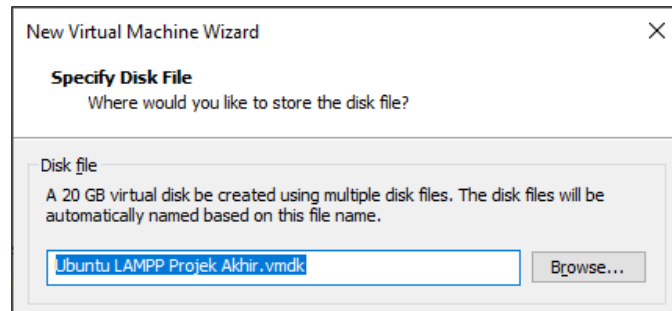 New Virtual Machine Wizard
Specify Disk File
Where would you like to store the disk file?
Disk file
A 20 GB virtual disk be created using multiple disk files. The disk files will be
automatically named based on this file name.
Ubuntu LAMPP Projek Akhir.vmdk
Browse...